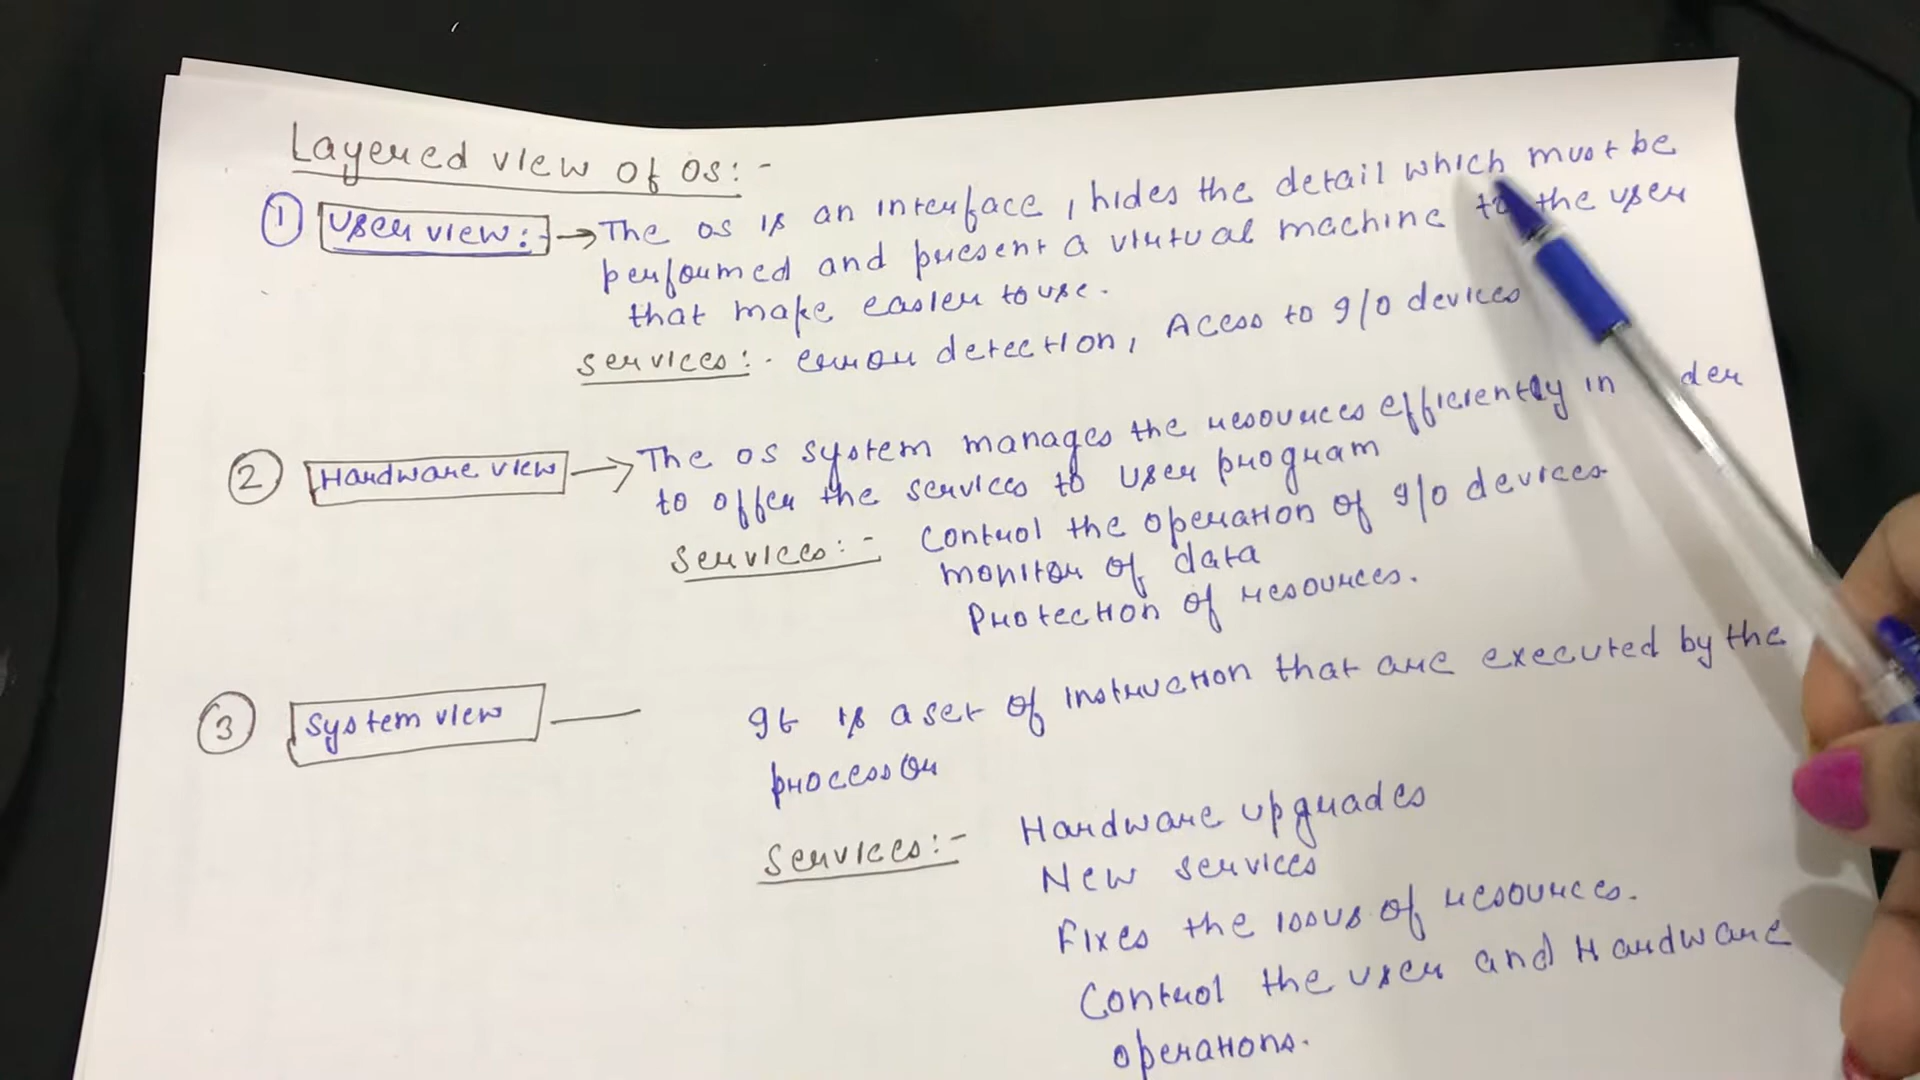 Layered view of OS:-
① User view:- → The OS is an interface, hides the detail which must be
performed and present a virtual machine to the user
that make easier to use.
Services:- error detection, Acess to I/O devices
② Hardware view → The OS system manages the resources efficiently in der
to offer the services to user program
Services:- Control the operation of I/O devices
monitor of data
Protection of resources.
③ System view — It is a set of instruction that are executed by the
processor
Services:- Hardware upgrades
New services
Fixes the issus of resources.
Control the user and Hardware
operations.